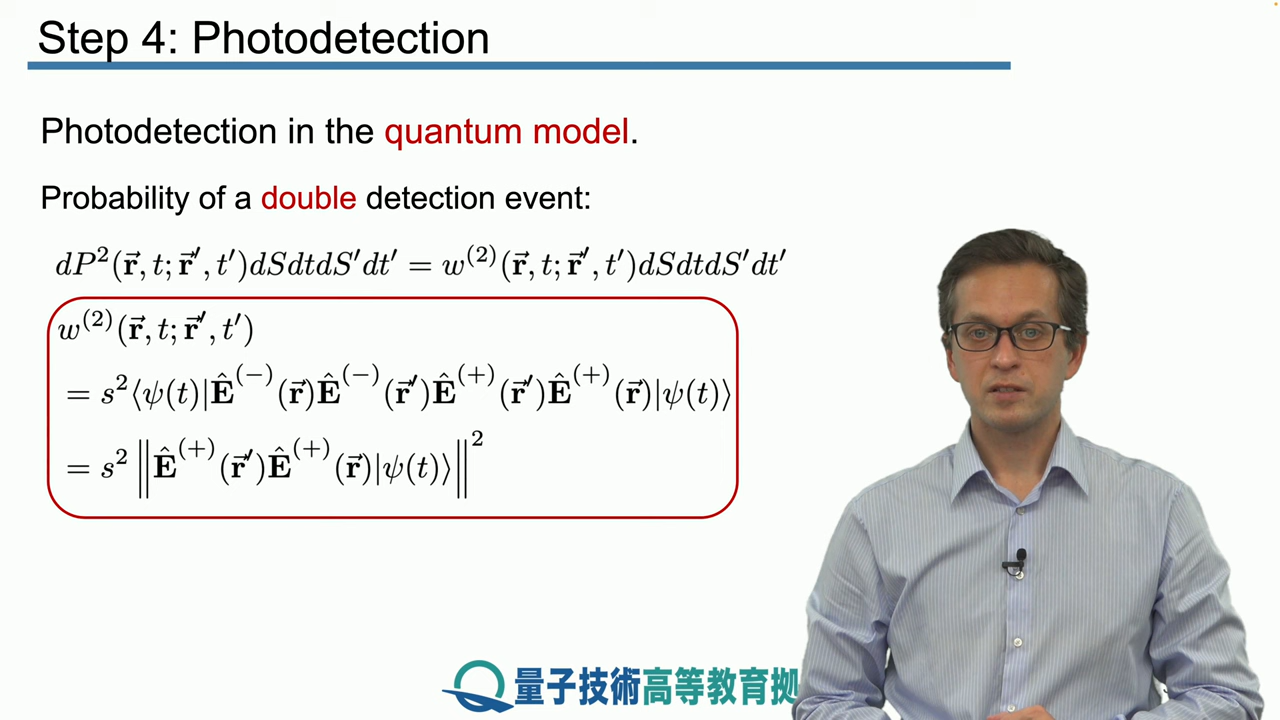 Step 4: Photodetection
Photodetection in the quantum model.
Probability of a double detection event:
dP²(r⃗, t; r⃗′, t′)dSdtdS′dt′ = w⁽²⁾(r⃗, t; r⃗′, t′)dSdtdS′dt′
w⁽²⁾(r⃗, t; r⃗′, t′)
= s²⟨ψ(t)|Ê⁽⁻⁾(r⃗)Ê⁽⁻⁾(r⃗′)Ê⁽⁺⁾(r⃗′)Ê⁽⁺⁾(r⃗)|ψ(t)⟩
= s² ‖Ê⁽⁺⁾(r⃗′)Ê⁽⁺⁾(r⃗)|ψ(t)⟩‖²
量子技術高等教育拠